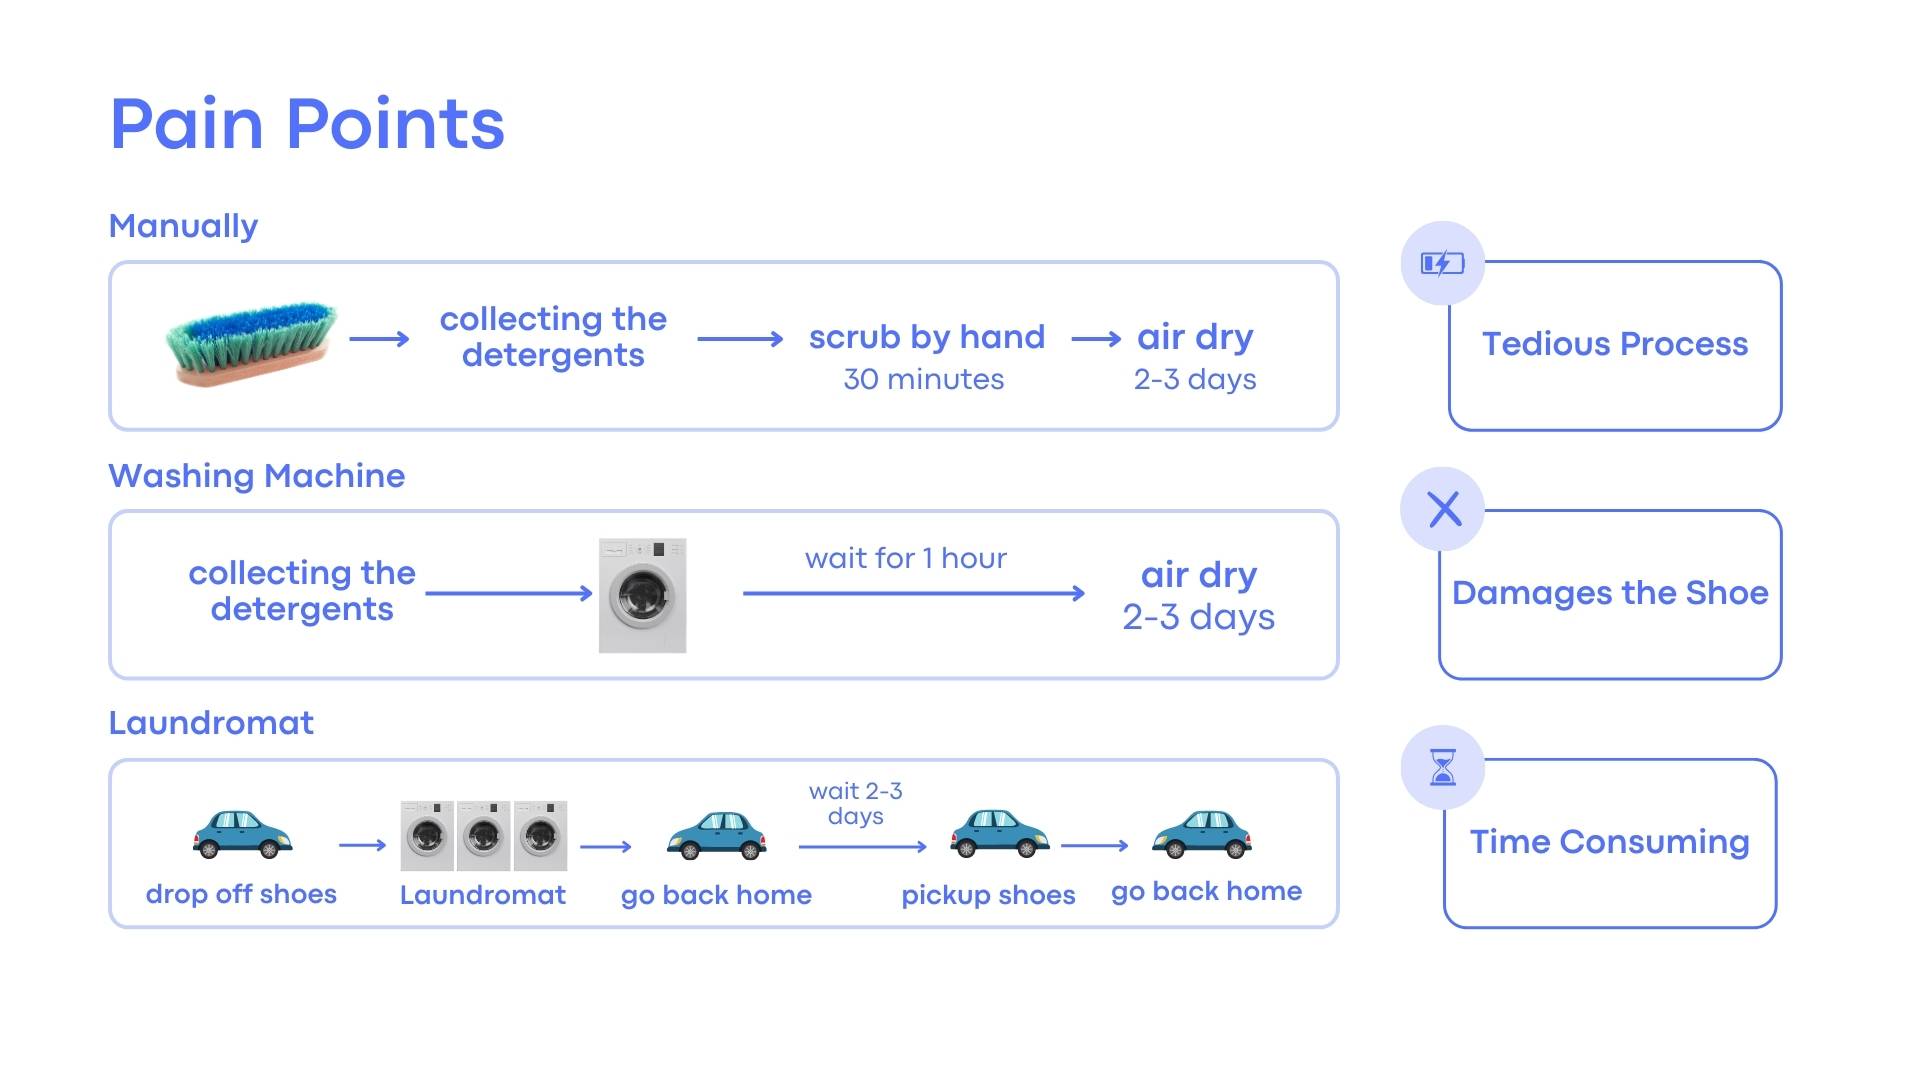 Pain Points
Manually
collecting the
detergents
scrub by hand
30 minutes
air dry
2-3 days
Tedious Process
Washing Machine
collecting the
detergents
wait for 1 hour
air dry
2-3 days
Damages the Shoe
Laundromat
drop off shoes
Laundromat
go back home
wait 2-3
days
pickup shoes
go back home
Time Consuming